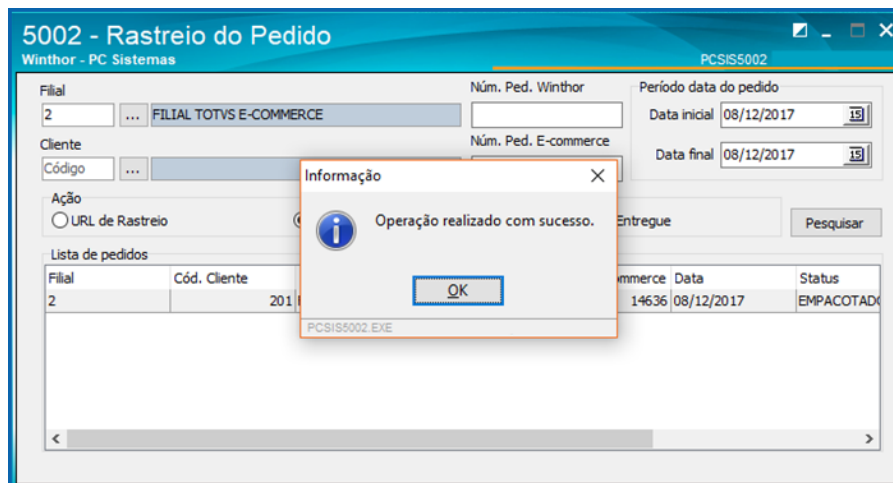 5002 - Rastreio do Pedido
Winthor - PC Sistemas
PCSIS5002
Filial
2 ... FILIAL TOTVS E-COMMERCE
Núm. Ped. Winthor
Período data do pedido
Data inicial 08/12/2017
15
Cliente
Código ...
Núm. Ped. E-commerce
Data final 08/12/2017
15
Informação
Operação realizado com sucesso.
OK
PCSIS5002.EXE
Ação
URL de Rastreio
Entregue
Pesquisar
Lista de pedidos
Filial Cód. Cliente mmerce Data Status
2 201 14636 08/12/2017 EMPACOTADO